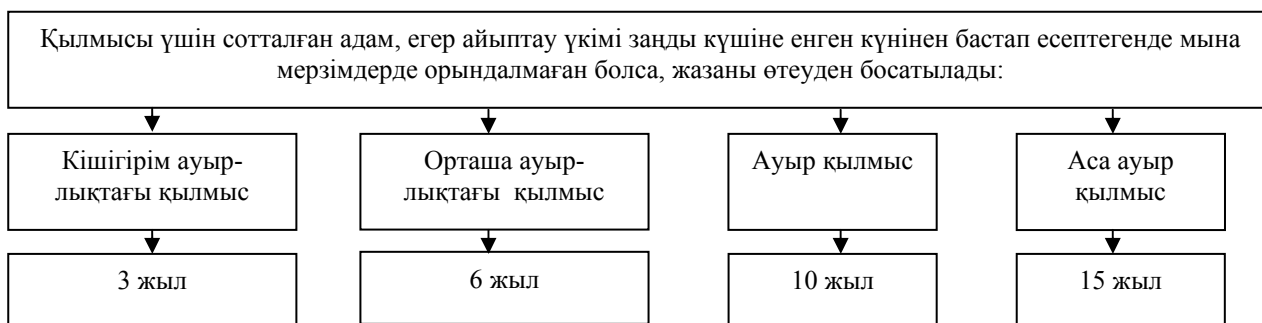 Қылмысы үшін сотталған адам, егер айыптау үкімі заңды күшіне енген күнінен бастап есептегенде мына
мерзімдерде орындалмаған болса, жазаны өтеуден босатылады:
Кішігірім ауыр-
лықтағы қылмыс
Орташа ауыр-
лықтағы қылмыс
Ауыр қылмыс
Аса ауыр
қылмыс
3 жыл
6 жыл
10 жыл
15 жыл